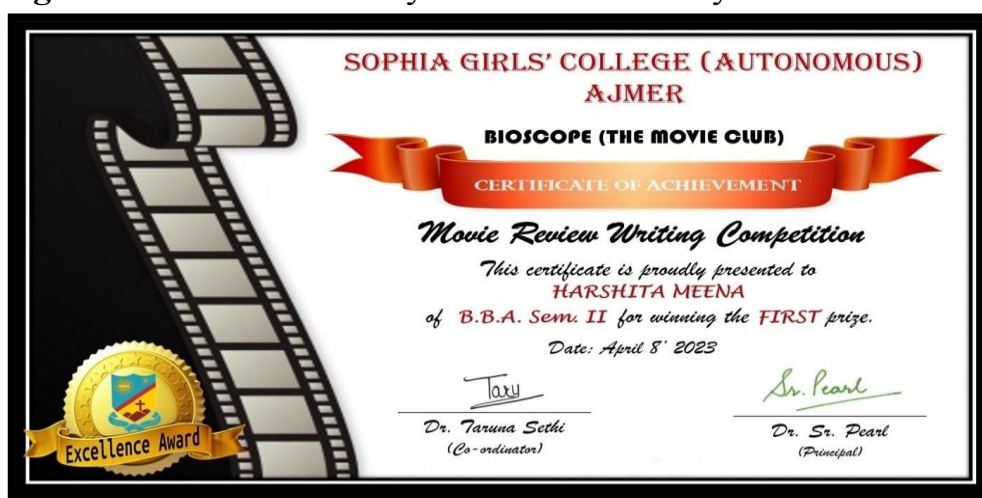 SOPHIA GIRLS' COLLEGE (AUTONOMOUS)
AJMER
BIOSCOPE (THE MOVIE CLUB)
CERTIFICATE OF ACHIEVEMENT
Movie Review Writing Competition
This certificate is proudly presented to
HARSHITA MEENA
of B.B.A. Sem. II for winning the FIRST prize.
Date: April 8' 2023
Tary
Sr. Pearl
Dr. Taruna Sethi
(Co-ordinator)
Dr. Sr. Pearl
(Principal)
Excellence Award